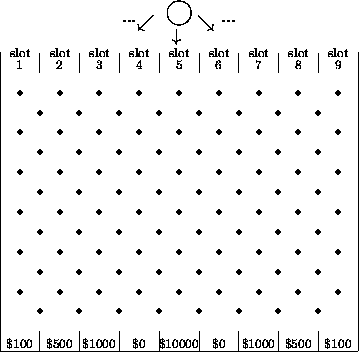 ... ...
slot slot slot slot slot slot slot slot slot
1 2 3 4 5 6 7 8 9
$100 $500 $1000 $0 $10000 $0 $1000 $500 $100